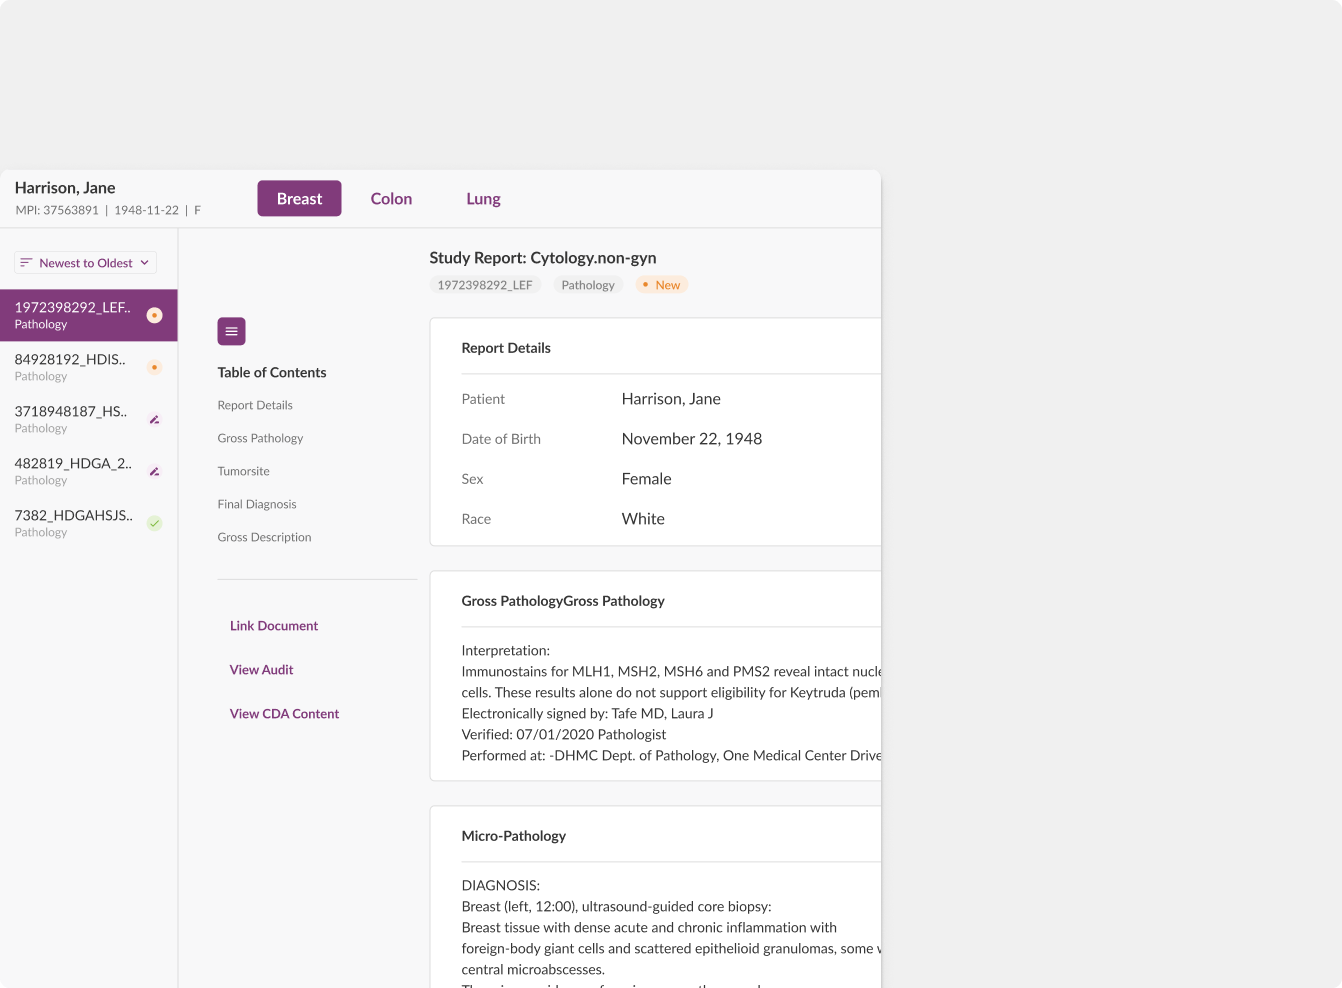 Harrison, Jane
MPI: 37563891 | 1948-11-22 | F
Breast
Colon
Lung
Newest to Oldest
1972398292_LEF..
Pathology
84928192_HDIS..
Pathology
3718948187_HS..
Pathology
482819_HDGA_2..
Pathology
7382_HDGAHSJS..
Pathology
Table of Contents
Report Details
Gross Pathology
Tumorsite
Final Diagnosis
Gross Description
Link Document
View Audit
View CDA Content
Study Report: Cytology.non-gyn
1972398292_LEF
Pathology
New
Report Details
Patient Harrison, Jane
Date of Birth November 22, 1948
Sex Female
Race White
Gross PathologyGross Pathology
Interpretation:
Immunostains for MLH1, MSH2, MSH6 and PMS2 reveal intact nucle
cells. These results alone do not support eligibility for Keytruda (pem
Electronically signed by: Tafe MD, Laura J
Verified: 07/01/2020 Pathologist
Performed at: -DHMC Dept. of Pathology, One Medical Center Drive
Micro-Pathology
DIAGNOSIS:
Breast (left, 12:00), ultrasound-guided core biopsy:
Breast tissue with dense acute and chronic inflammation with
foreign-body giant cells and scattered epithelioid granulomas, some
central microabscesses.